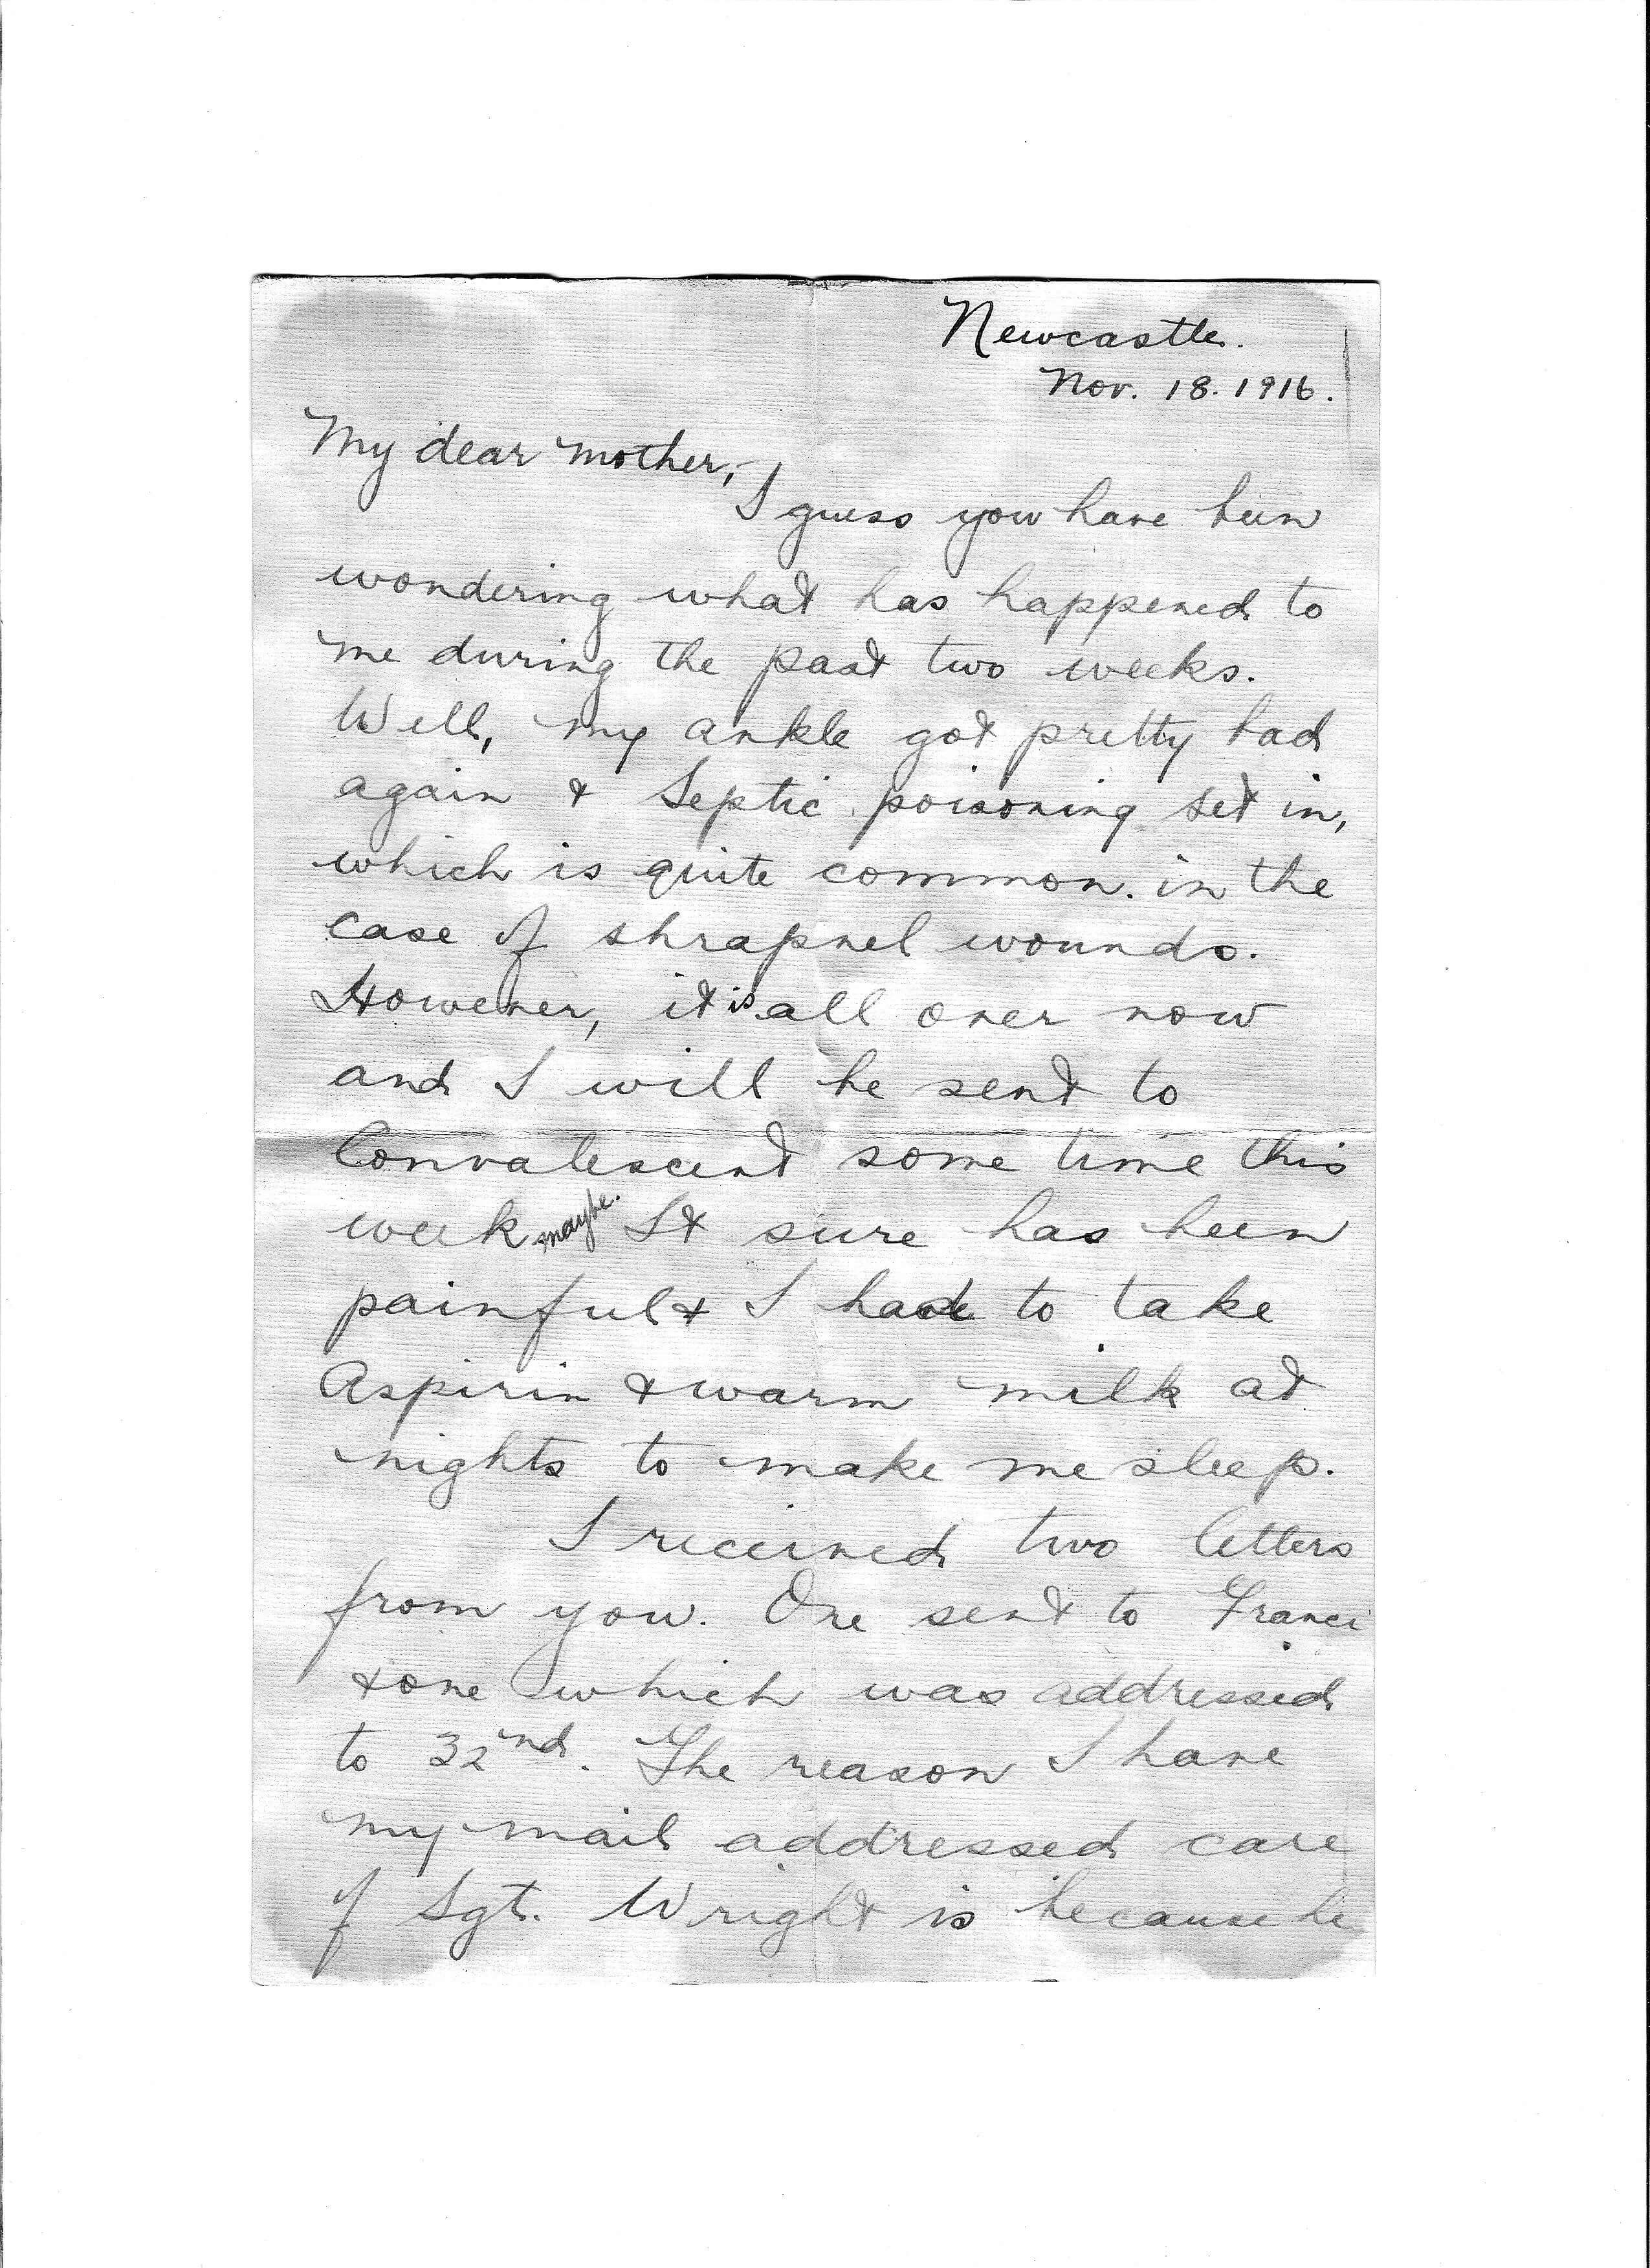 Newcastle.
Nov. 18. 1916.
My dear Mother,
I guess you have been
wondering what has happened to
me during the past two weeks.
Well, my ankle got pretty bad
again & Septic poisoning set in,
which is quite common. in the
case of shrapnel wounds.
However, it is all over now
and I will be sent to
Convalescent some time this
week maybe. It sure has been
painful & I had to take
Aspirin & warm milk at
nights to make me sleep.
I received two letters
from you. One sent to France
& one which was addressed
to 32nd. The reason I have
my mail addressed care
of Sgt. Wright is because he